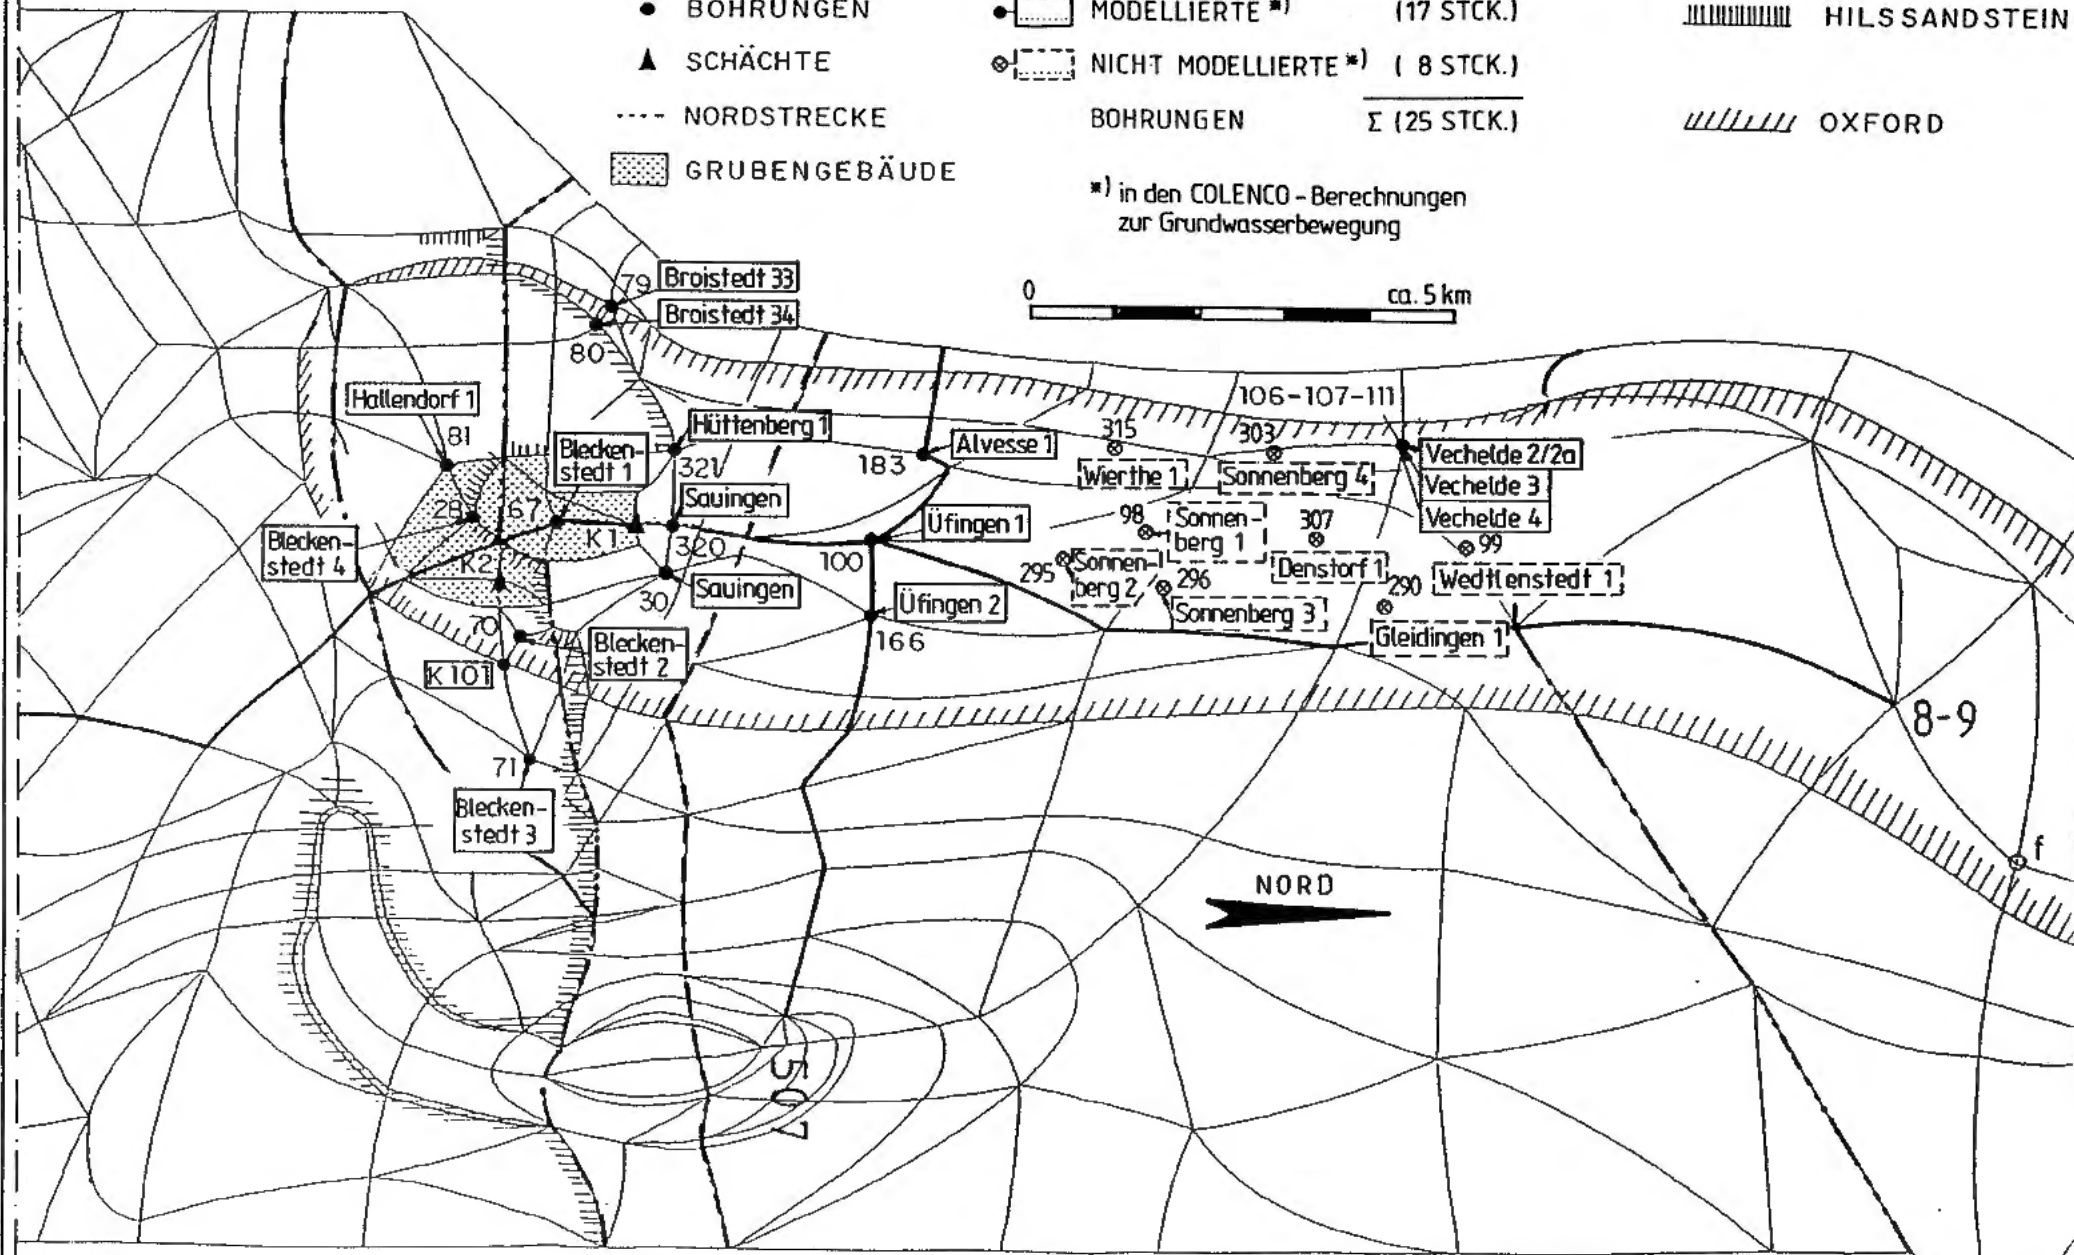 BOHRUNGEN
SCHÄCHTE
NORDSTRECKE
GRUBENGEBÄUDE
MODELLIERTE *) (17 STCK.)
NICHT MODELLIERTE *) ( 8 STCK.)
BOHRUNGEN Σ (25 STCK.)
*) in den COLENCO - Berechnungen
zur Grundwasserbewegung
HILSSANDSTEIN
OXFORD
0 ca. 5 km
79
Broistedt 33
Broistedt 34
80
Hallendorf 1
81
Blecken-
stedt 1
Hüttenberg 1
321
Sauingen
28
67
K1
320
Blecken-
stedt 4
K2
30
Sauingen
70
Blecken-
stedt 2
K 101
71
Blecken-
stedt 3
183
Alvesse 1
100
Üfingen 1
Üfingen 2
166
315
Wierthe 1
303
Sonnenberg 4
106-107-111
Vechelde 2/2a
Vechelde 3
Vechelde 4
98
Sonnen-
berg 1
307
Denstorf 1
99
Wedtlenstedt 1
295
Sonnen-
berg 2
296
Sonnenberg 3
290
Gleidingen 1
8-9
f
NORD
507